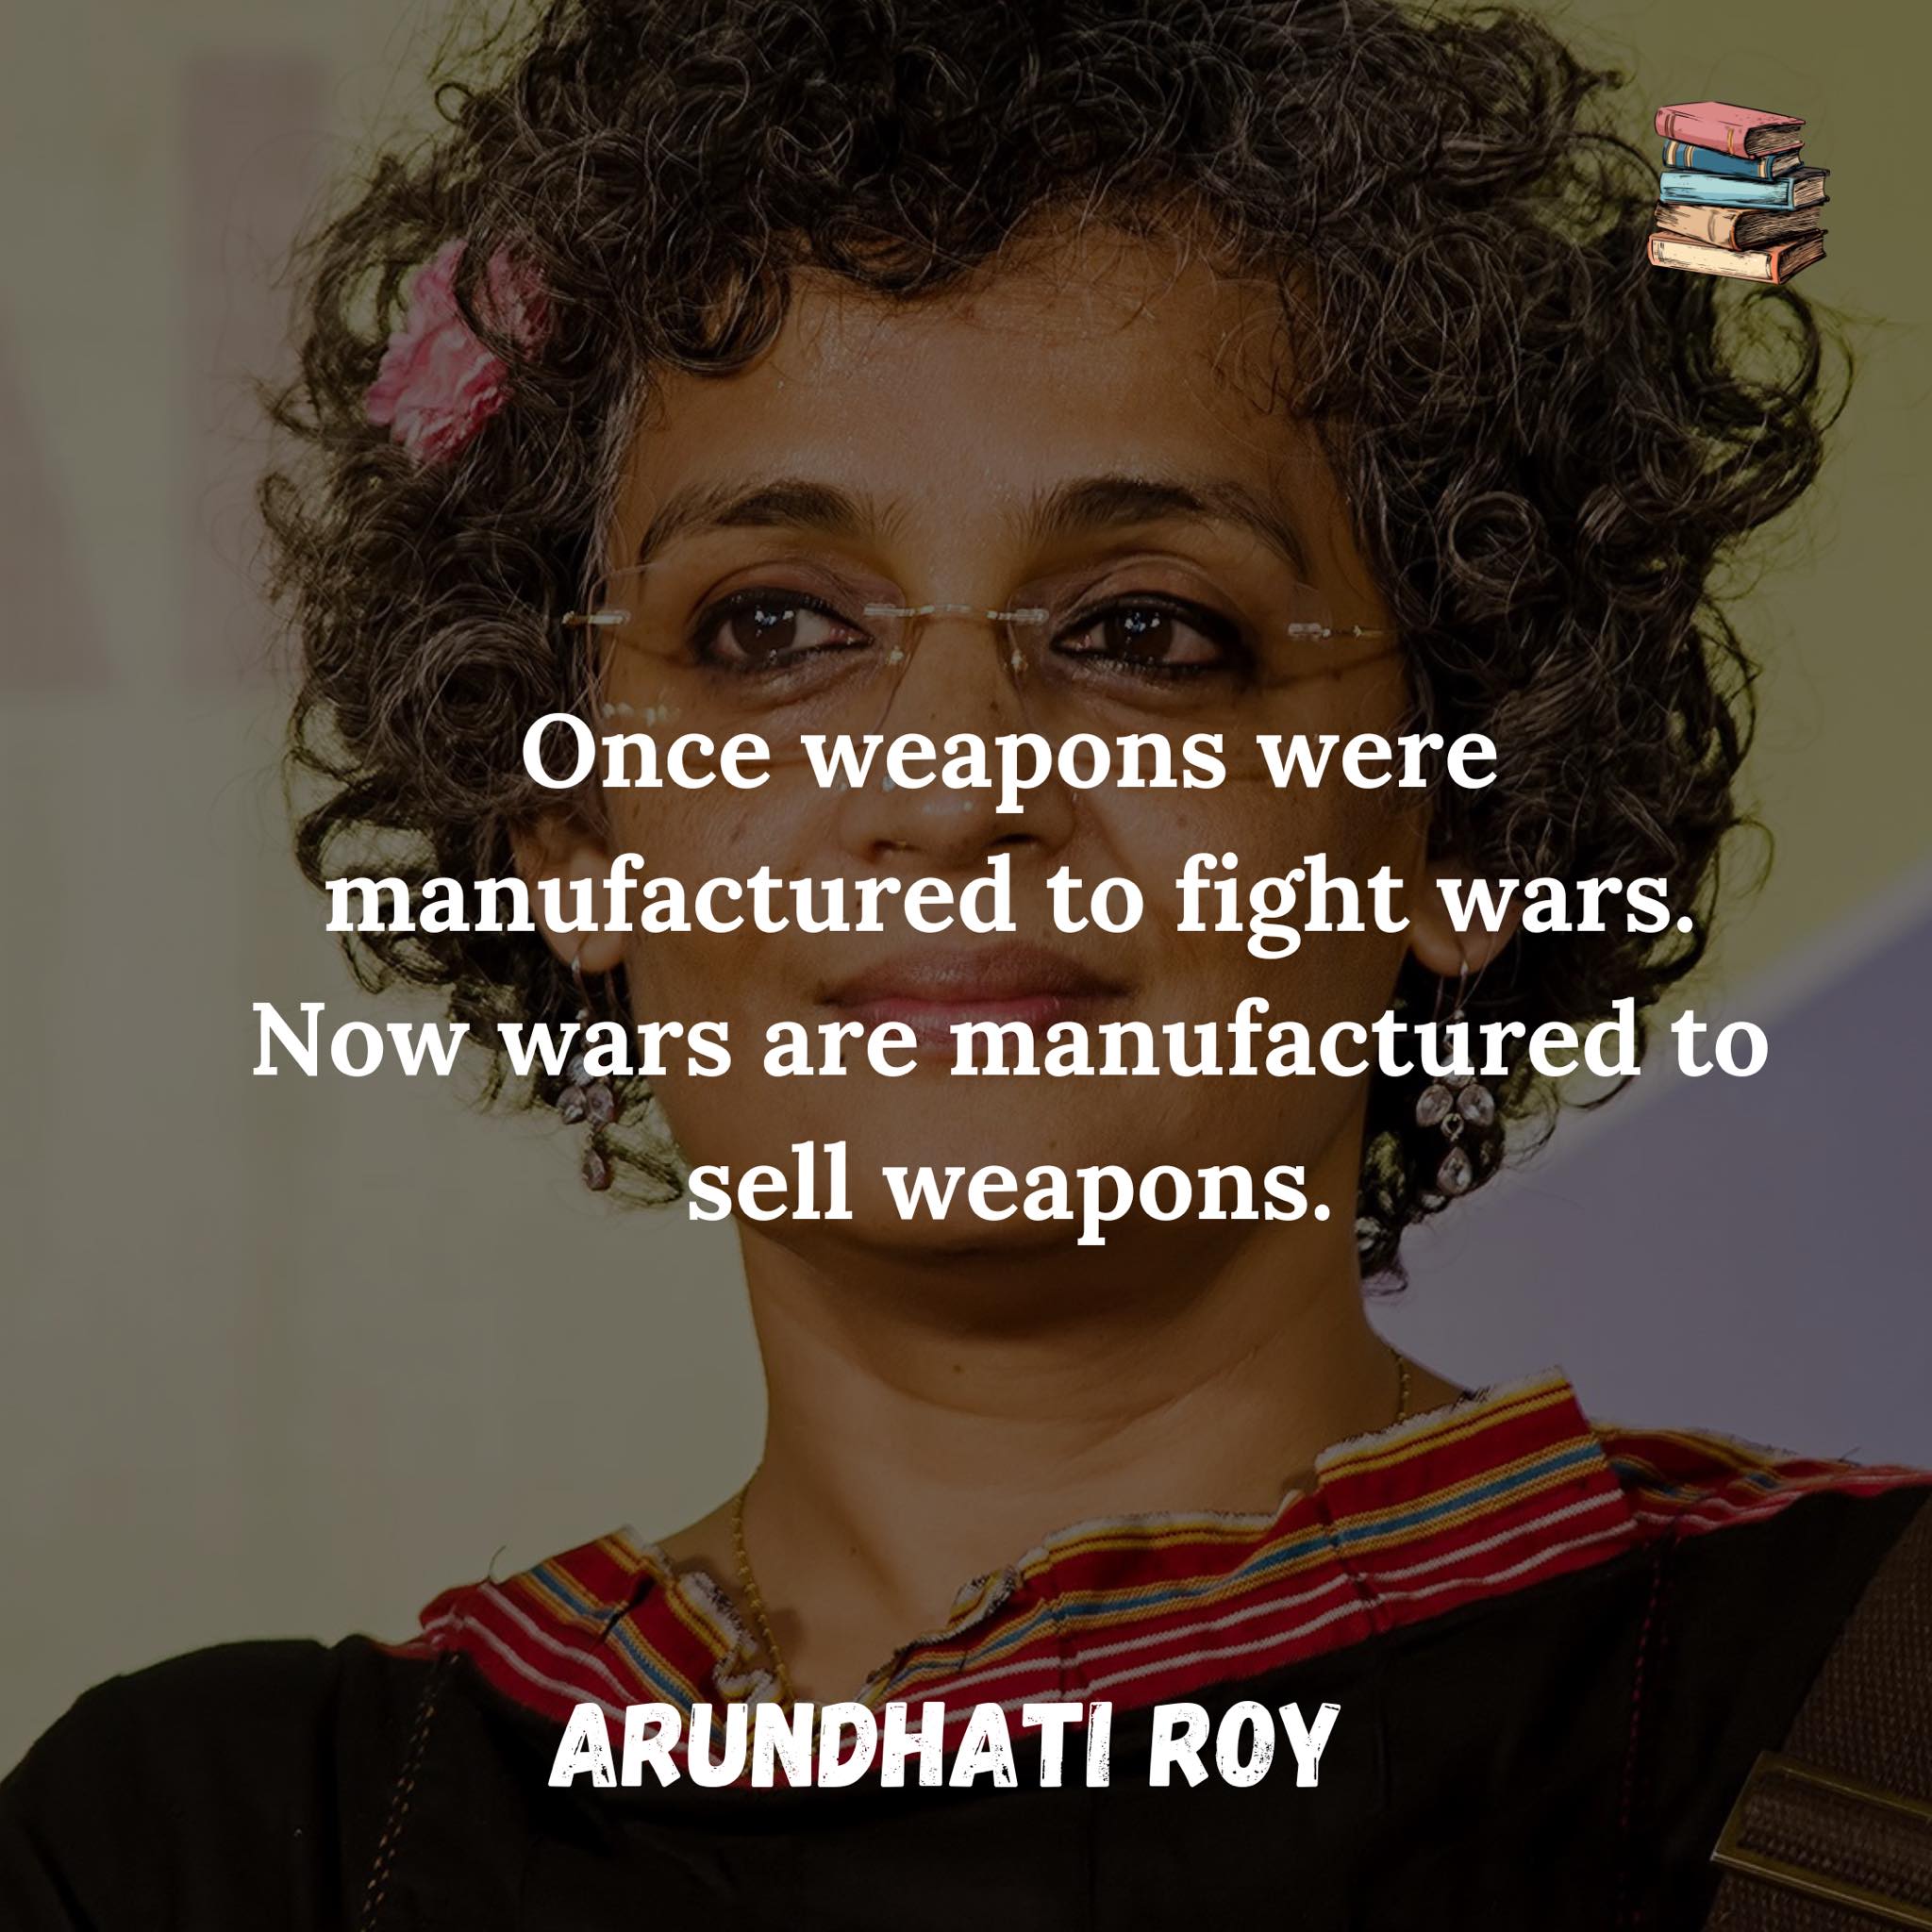 Once weapons were
manufactured to fight wars.
Now wars are manufactured to
sell weapons.
ARUNDHATI ROY